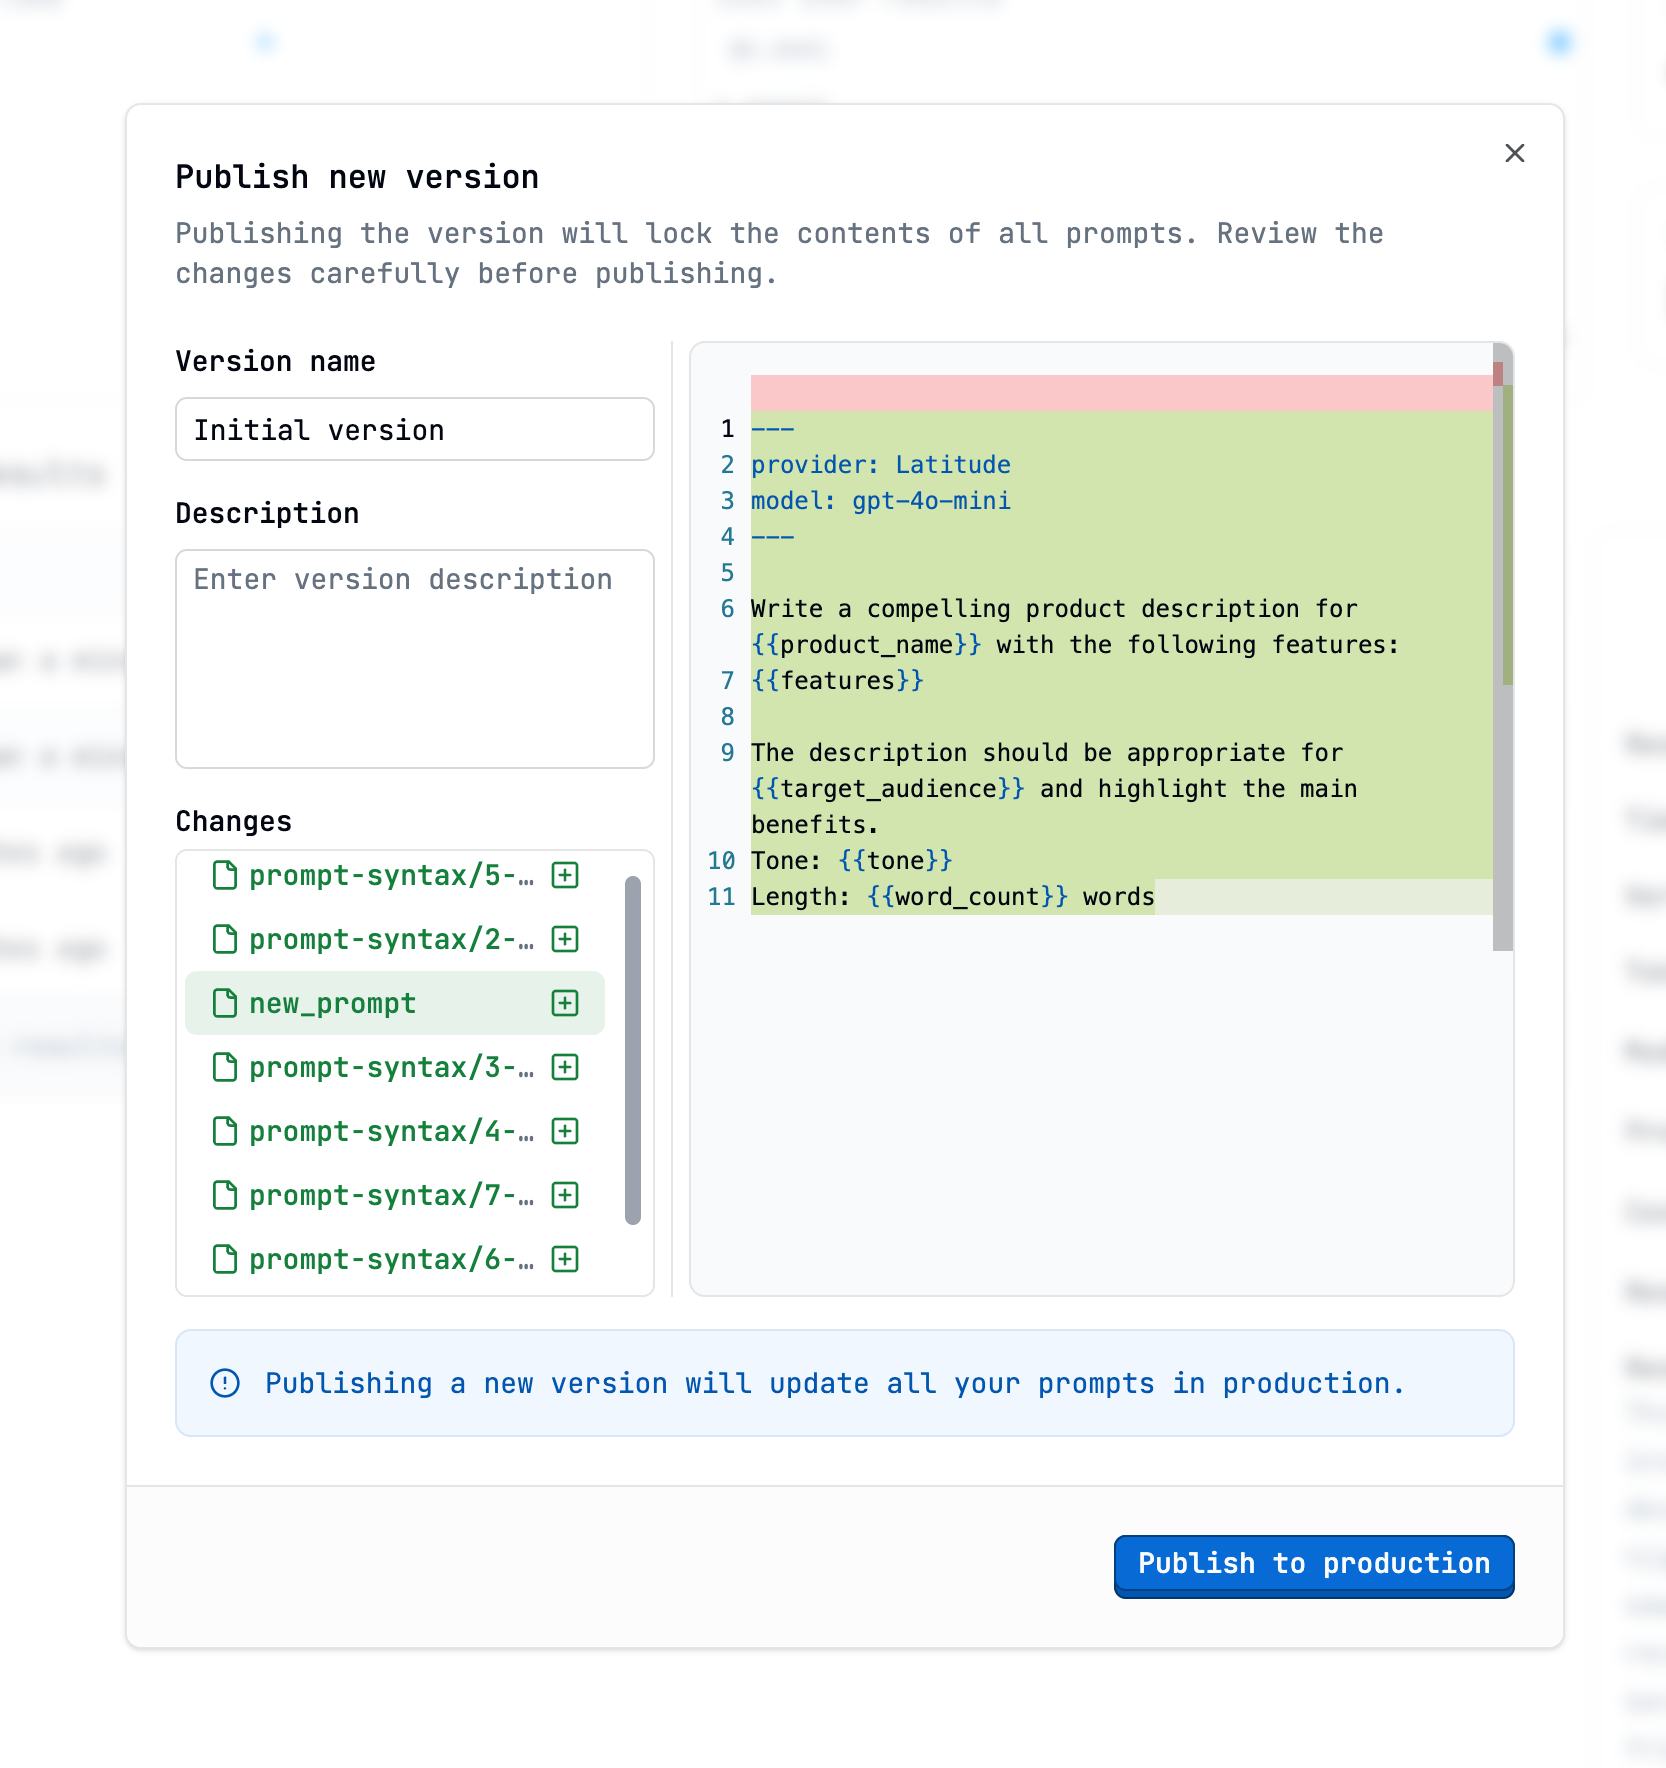 Publish new version
Publishing the version will lock the contents of all prompts. Review the
changes carefully before publishing.
Version name
Initial version
Description
Enter version description
Changes
prompt-syntax/5-…
prompt-syntax/2-…
new_prompt
prompt-syntax/3-…
prompt-syntax/4-…
prompt-syntax/7-…
prompt-syntax/6-…
1 ---
2 provider: Latitude
3 model: gpt-4o-mini
4 ---
5
6 Write a compelling product description for
{{product_name}} with the following features:
7 {{features}}
8
9 The description should be appropriate for
{{target_audience}} and highlight the main
benefits.
10 Tone: {{tone}}
11 Length: {{word_count}} words
Publishing a new version will update all your prompts in production.
Publish to production